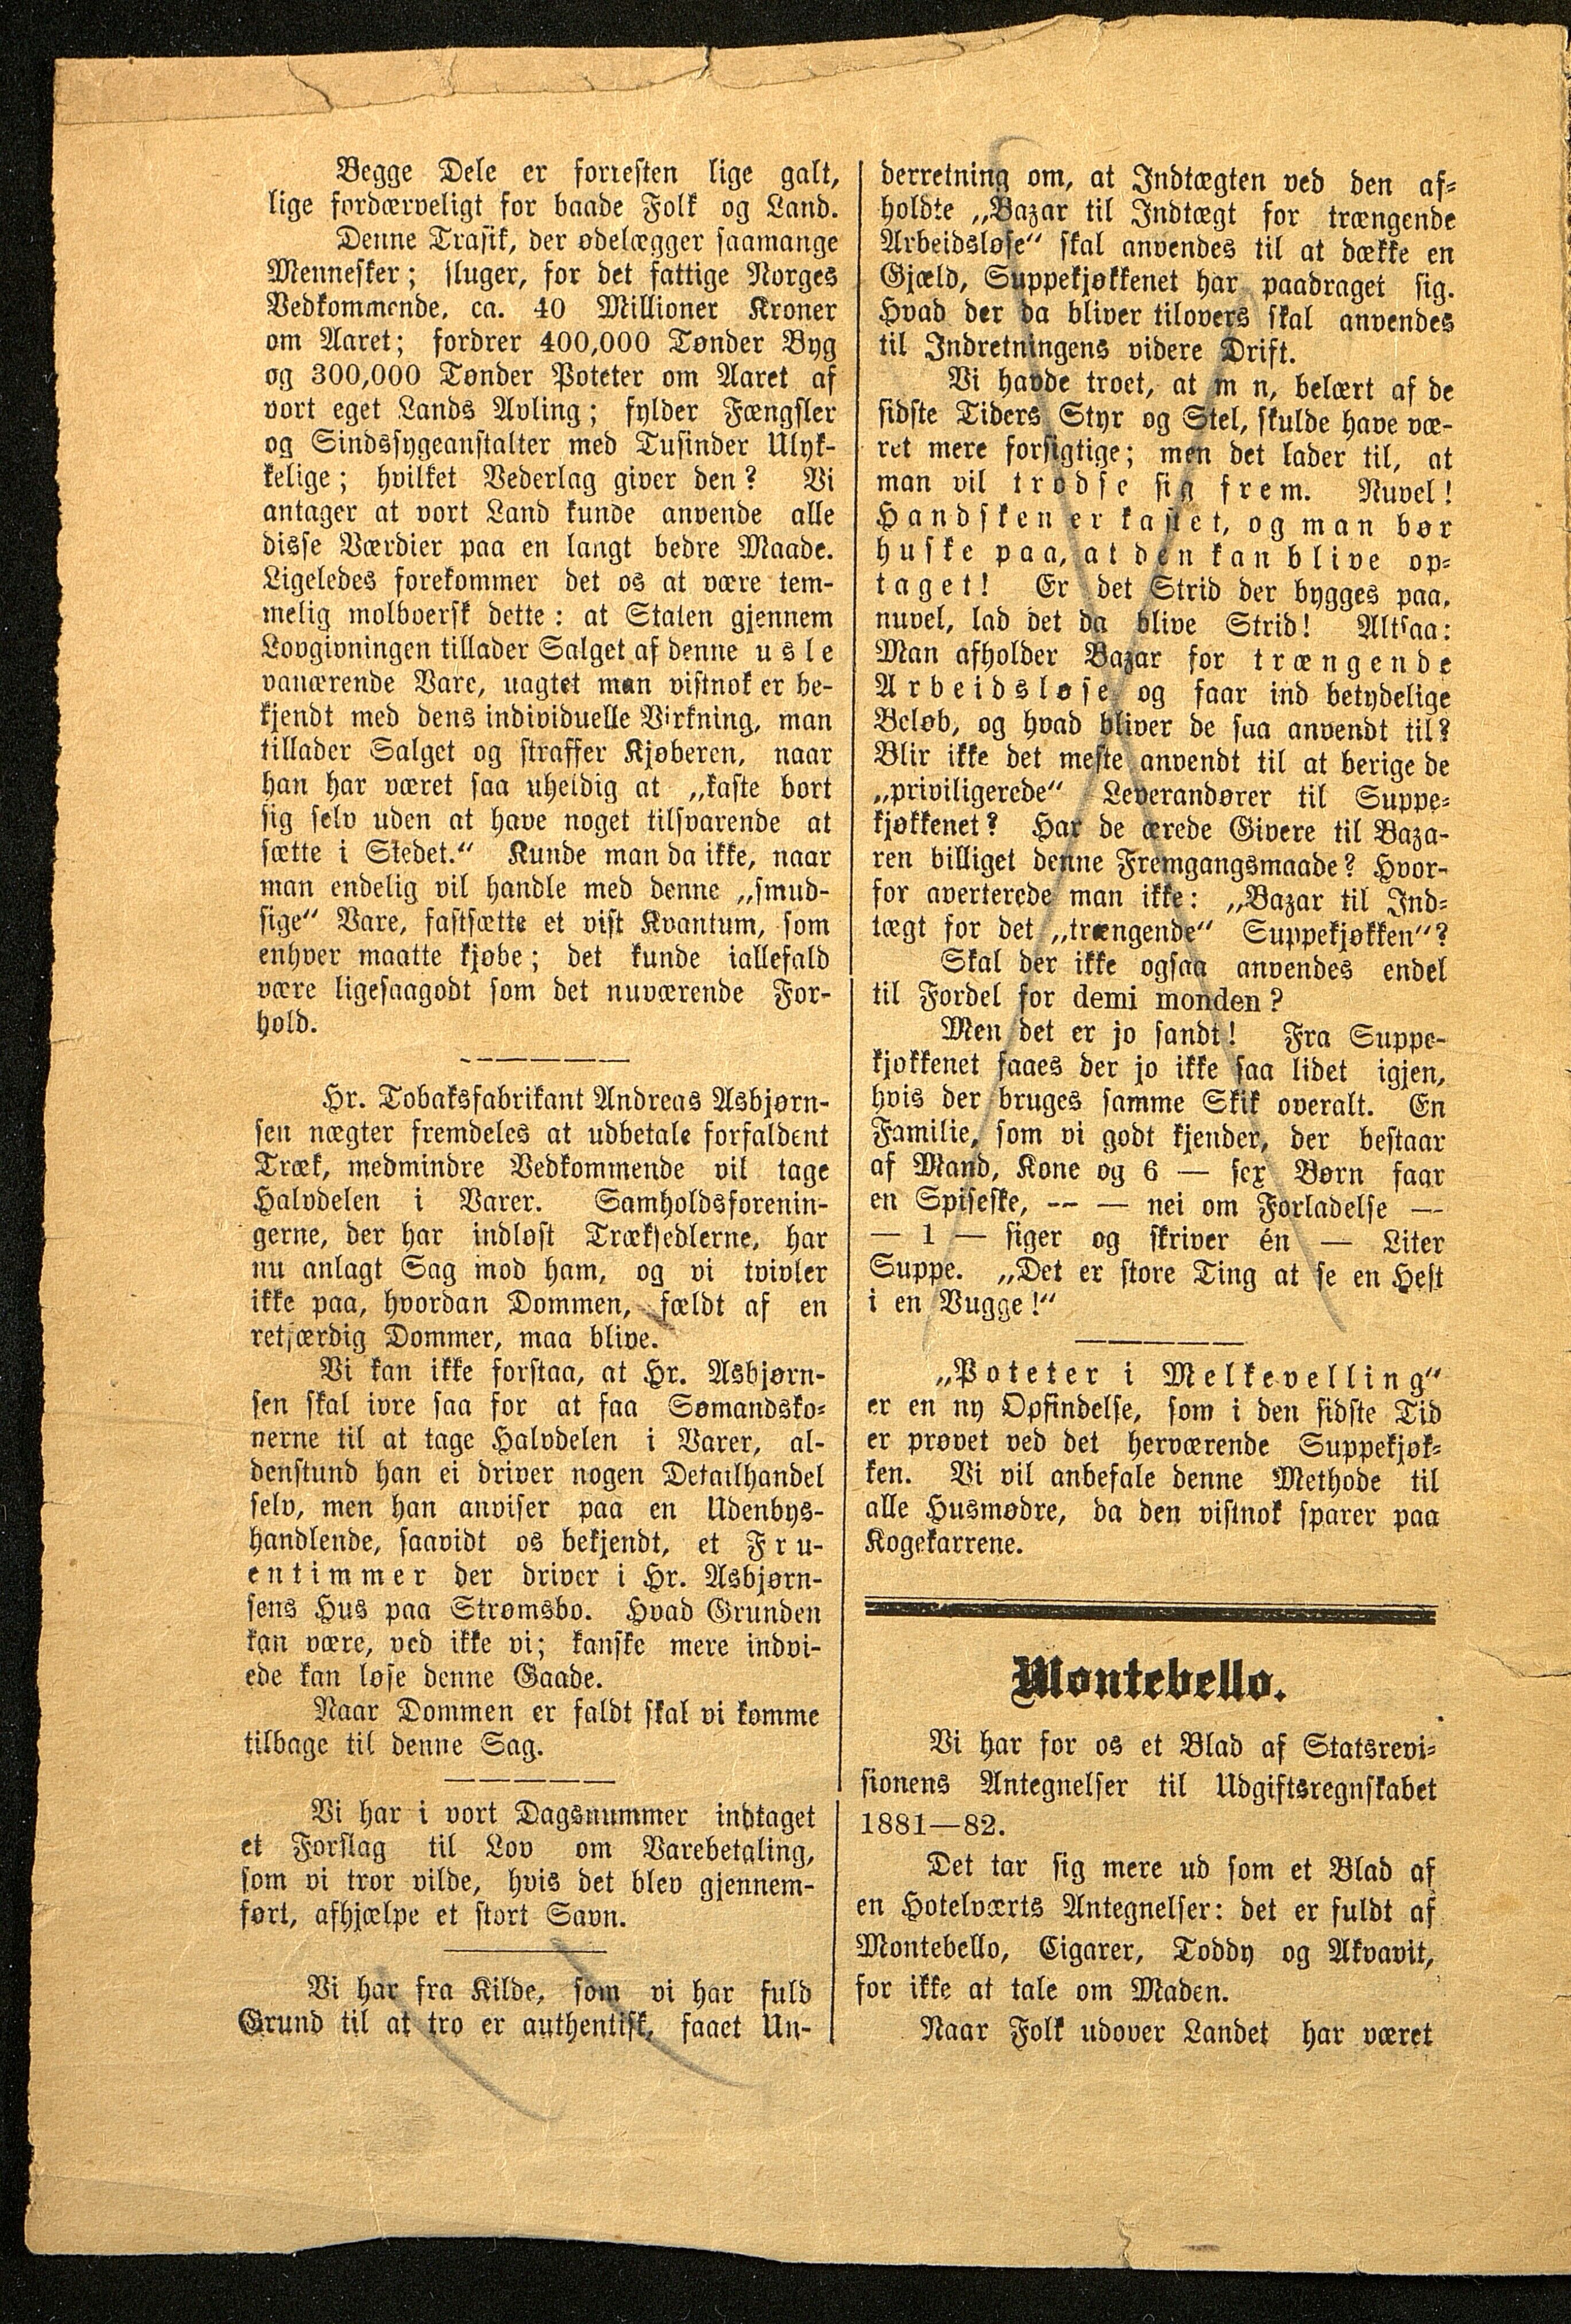 Begge Dele er forresten lige galt,
lige fordærveligt for baade Folk og Land.
Denne Trafik, der ødelægger saamange
Mennesker; sluger, for det fattige Norges
Vedkommende, ca. 40 Millioner Kroner
om Aaret; fordrer 400,000 Tønder Byg
og 300,000 Tønder Poteter om Aaret af
vort eget Lands Avling; fylder Fængsler
og Sindssygeanstalter med Tusinder Ulyk-
kelige; hvilket Vederlag giver den? Vi
antager at vort Land kunde anvende alle
disse Værdier paa en langt bedre Maade.
Ligeledes forekommer det os at være tem-
melig molboersk dette: at Staten gjennem
Lovgivningen tillader Salget af denne usle
vanærende Vare, uagtet man vistnok er be-
kjendt med dens individuelle Virkning, man
tillader Salget og straffer Kjøberen, naar
han har været saa uheldig at „kaste bort
sig selv uden at have noget tilsvarende at
sætte i Stedet.“ Kunde man da ikke, naar
man endelig vil handle med denne „smud-
sige“ Vare, fastsætte et vist Kvantum, som
enhver maatte kjøbe; det kunde iallefald
være ligesaagodt som det nuværende For-
hold.
Hr. Tobaksfabrikant Andreas Asbjørn-
sen nægter fremdeles at udbetale forfaldent
Træk, medmindre Vedkommende vil tage
Halvdelen i Varer. Samholdsforenin-
gerne, der har indløst Træksedlerne, har
nu anlagt Sag mod ham, og vi tvivler
ikke paa, hvordan Dommen, fældt af en
retfærdig Dommer, maa blive.
Vi kan ikke forstaa, at Hr. Asbjørn-
sen skal ivre saa for at faa Sømandsko-
nerne til at tage Halvdelen i Varer, al-
denstund han ei driver nogen Detailhandel
selv, men han anviser paa en Udenbys-
handlende, saavidt os bekjendt, et Fru-
entimmer der driver i Hr. Asbjørn-
sens Hus paa Strømsbo. Hvad Grunden
kan være, ved ikke vi; kanske mere indvi-
ede kan løse denne Gaade.
Naar Dommen er faldt skal vi komme
tilbage til denne Sag.
Vi har i vort Dagsnummer indtaget
et Forslag til Lov om Varebetaling,
som vi tror vilde, hvis det blev gjennem-
ført, afhjælpe et stort Savn.
Vi har fra Kilde, som vi har fuld
Grund til at tro er authentisk, faaet Un-
derretning om, at Indtægten ved den af-
holdte „Bazar til Indtægt for trængende
Arbeidsløse“ skal anvendes til at dække en
Gjæld, Suppekjøkkenet har paadraget sig.
Hvad der da bliver tilovers skal anvendes
til Indretningens videre Drift.
Vi havde troet, at m n, belært af de
sidste Tiders Styr og Stel, skulde have væ-
ret mere forsigtige; men det lader til, at
man vil trodse sig frem. Nuvel!
Handsken er kastet, og man bør
huske paa, at den kan blive op-
taget! Er det Strid der bygges paa,
nuvel, lad det da blive Strid! Altsaa:
Man afholder Bazar for trængende
Arbeidsløse og faar ind betydelige
Beløb, og hvad bliver de saa anvendt til?
Blir ikke det meste anvendt til at berige de
„priviligerede“ Leverandører til Suppe-
kjøkkenet? Har de ærede Givere til Baza-
ren billiget denne Fremgangsmaade? Hvor-
for averterede man ikke: „Bazar til Ind-
tægt for det „trængende“ Suppekjøkken“?
Skal der ikke ogsaa anvendes endel
til Fordel for demi monden?
Men det er jo sandt! Fra Suppe-
kjøkkenet faaes der jo ikke saa lidet igjen,
hvis der bruges samme Skik overalt. En
Familie, som vi godt kjender, der bestaar
af Mand, Kone og 6 — sex Børn faar
en Spiseske, — — nei om Forladelse —
— 1 — siger og skriver én — Liter
Suppe. „Det er store Ting at se en Hest
i en Vugge!“
„Poteter i Melkevelling“
er en ny Opfindelse, som i den sidste Tid
er prøvet ved det herværende Suppekjøk-
ken. Vi vil anbefale denne Methode til
alle Husmødre, da den vistnok sparer paa
Kogekarrene.
Montebello.
Vi har for os et Blad af Statsrevi-
sionens Antegnelser til Udgiftsregnskabet
1881—82.
Det tar sig mere ud som et Blad af
en Hotelværts Antegnelser: det er fuldt af
Montebello, Cigarer, Toddy og Akvavit,
for ikke at tale om Maden.
Naar Folk udover Landet har været